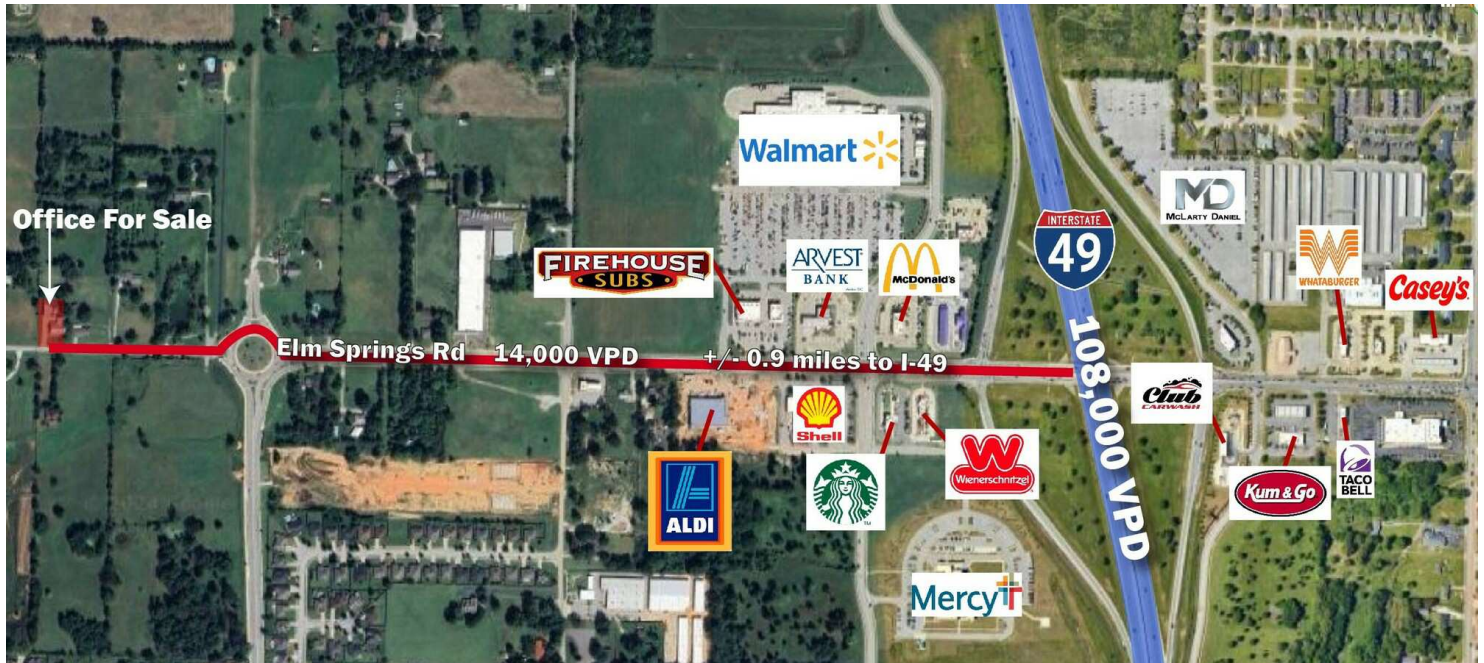 Office For Sale
Elm Springs Rd 14,000 VPD +/- 0.9 miles to I-49
Walmart
FIREHOUSE
SUBS
ARVEST
BANK
McDonald's
INTERSTATE
49
108,000 VPD
MD
MCLARTY DANIEL
W
WHATABURGER
Casey's
ALDI
Shell
TM
W
Wienerschnitzel
Mercy
Club
CARWASH
Kum & Go
TACO
BELL